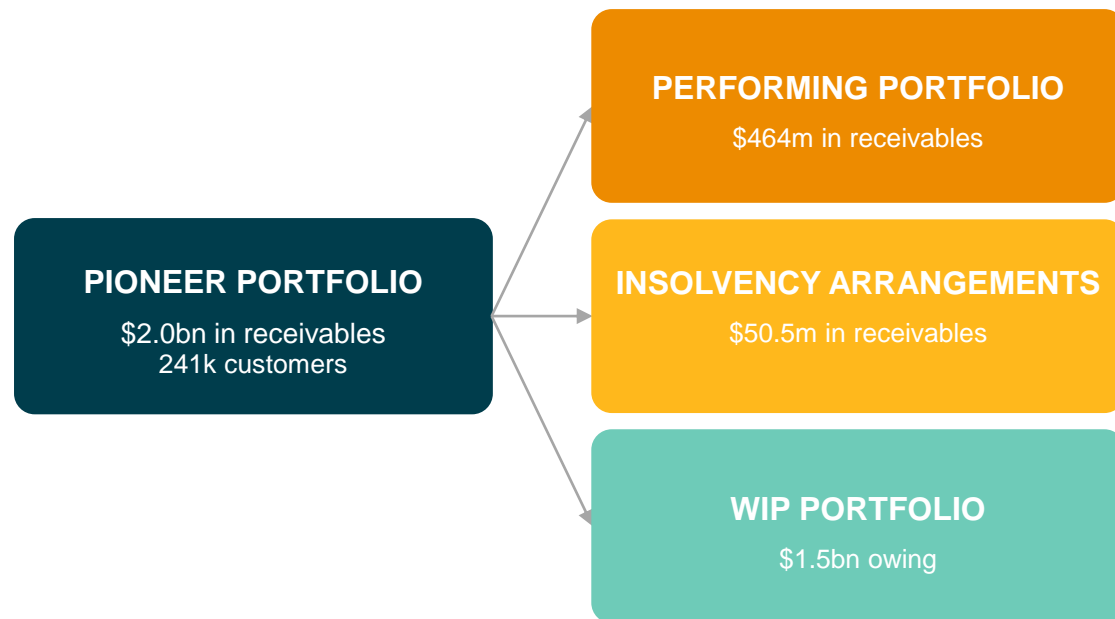 PIONEER PORTFOLIO
$2.0bn in receivables
241k customers
PERFORMING PORTFOLIO
$464m in receivables
INSOLVENCY ARRANGEMENTS
$50.5m in receivables
WIP PORTFOLIO
$1.5bn owing